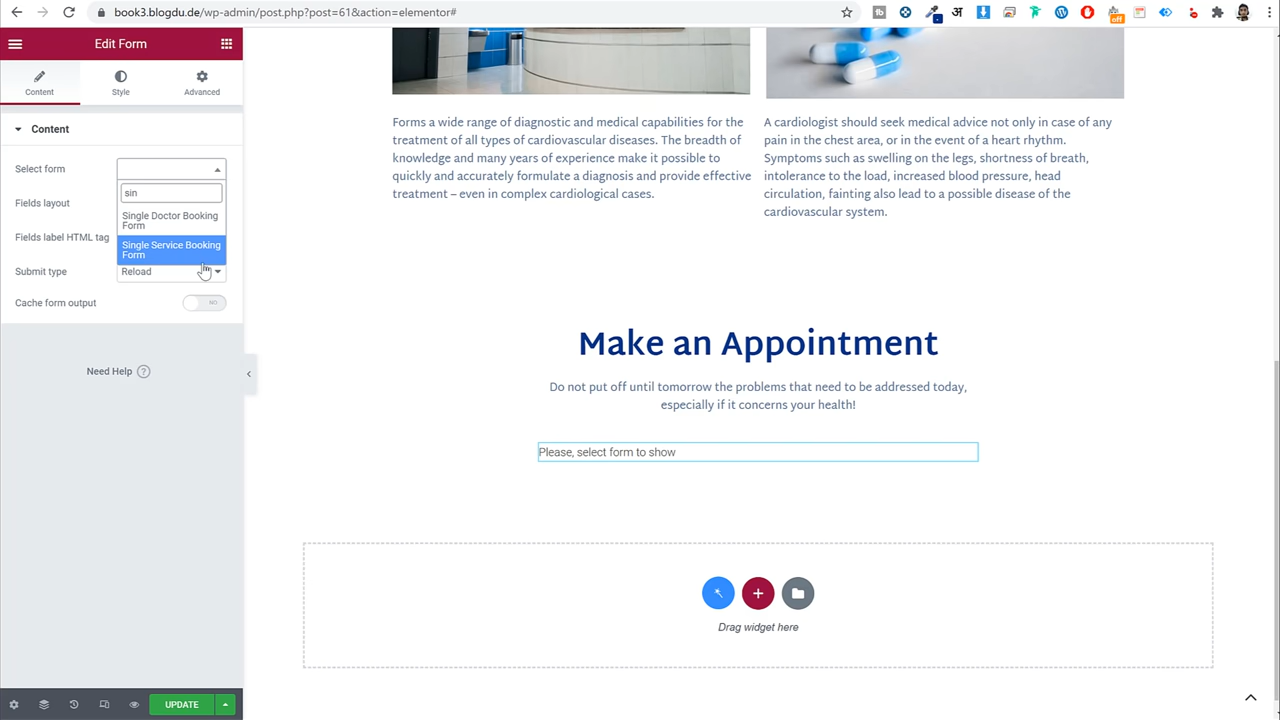 book3.blogdu.de/wp-admin/post.php?post=61&action=elementor#
Edit Form
Content
Style
Advanced
Content
Select form
sin
Single Doctor Booking
Form
Single Service Booking
Form
Fields layout
Fields label HTML tag
Submit type
Reload
Cache form output
NO
Need Help ?
UPDATE
Forms a wide range of diagnostic and medical capabilities for the
treatment of all types of cardiovascular diseases. The breadth of
knowledge and many years of experience make it possible to
quickly and accurately formulate a diagnosis and provide effective
treatment – even in complex cardiological cases.
A cardiologist should seek medical advice not only in case of any
pain in the chest area, or in the event of a heart rhythm.
Symptoms such as swelling on the legs, shortness of breath,
intolerance to the load, increased blood pressure, head
circulation, fainting also lead to a possible disease of the
cardiovascular system.
Make an Appointment
Do not put off until tomorrow the problems that need to be addressed today,
especially if it concerns your health!
Please, select form to show
Drag widget here